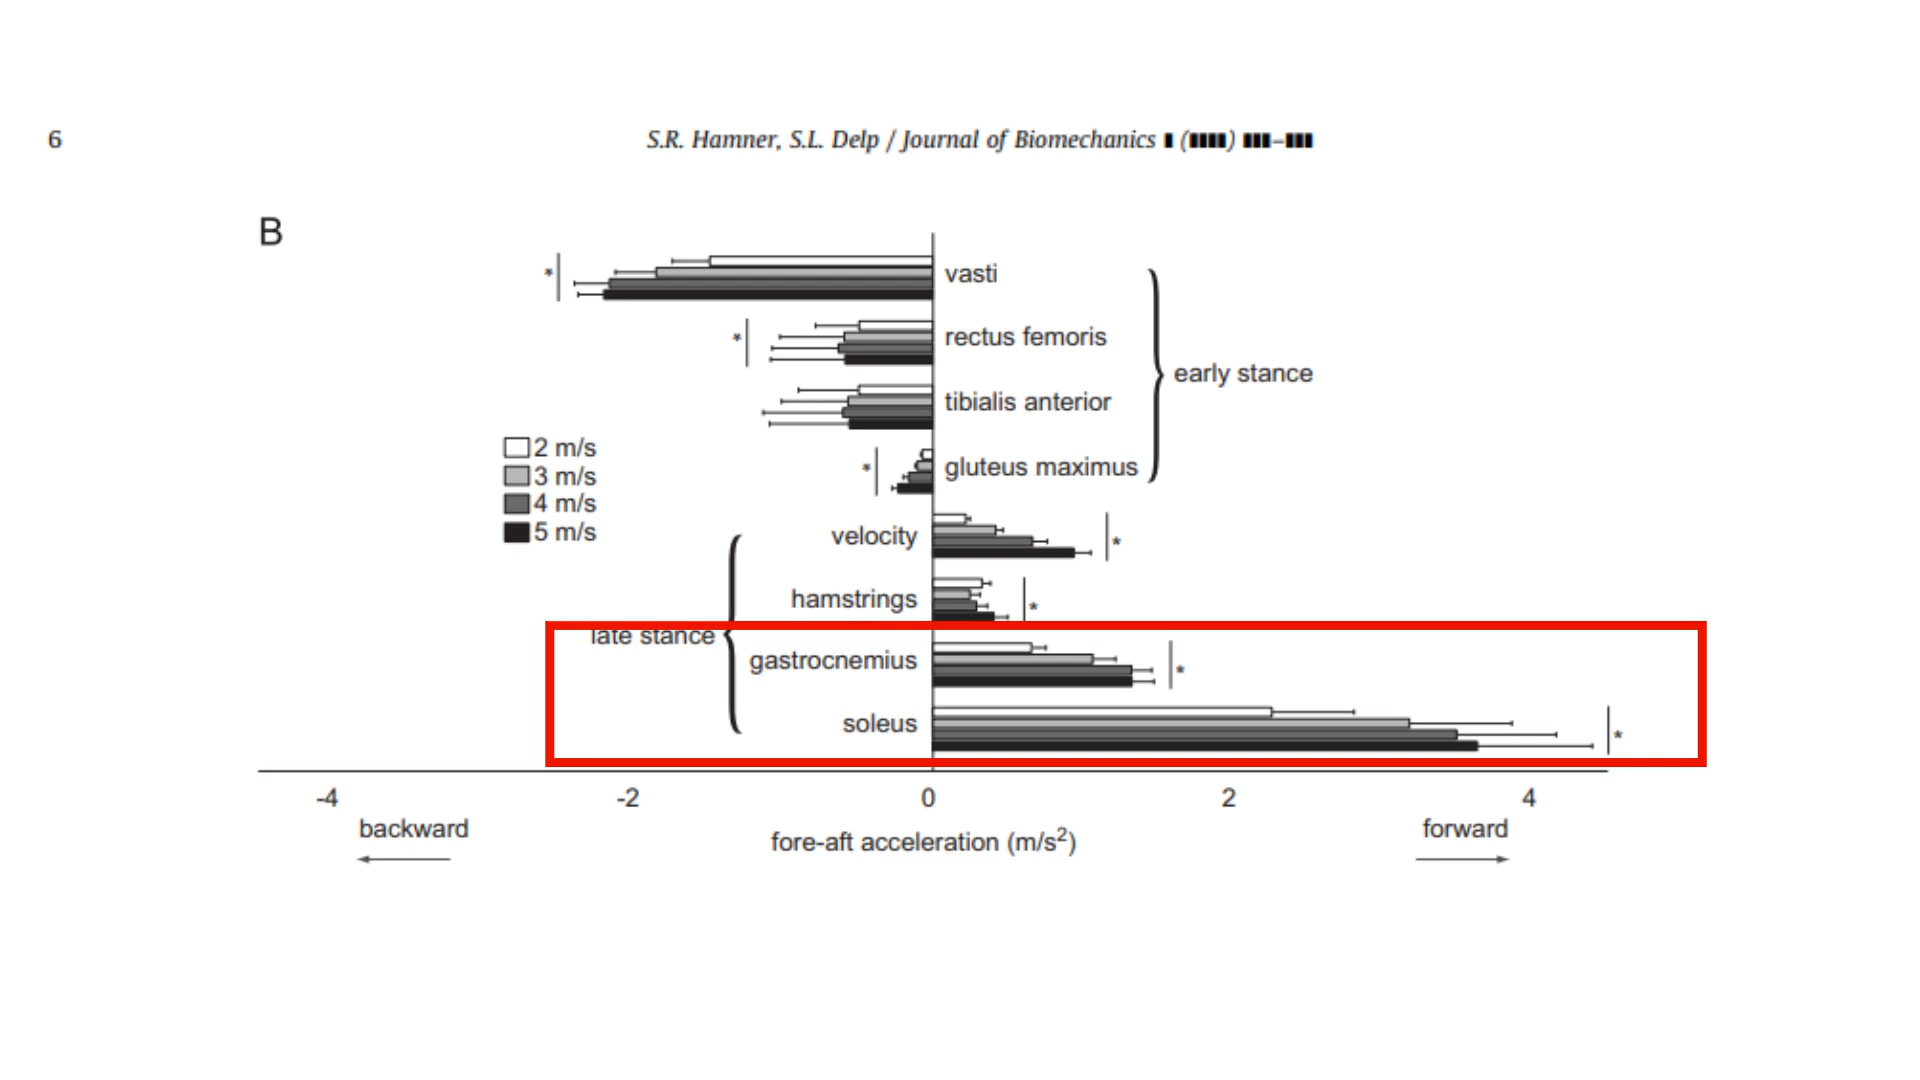 6
S.R. Hamner, S.L. Delp / Journal of Biomechanics ▮ (▮▮▮▮) ▮▮▮–▮▮▮
B
* vasti
* rectus femoris
early stance
tibialis anterior
* gluteus maximus
2 m/s
3 m/s
4 m/s
5 m/s
velocity *
hamstrings *
late stance
gastrocnemius *
soleus *
-4 -2 0 2 4
backward fore-aft acceleration (m/s²) forward